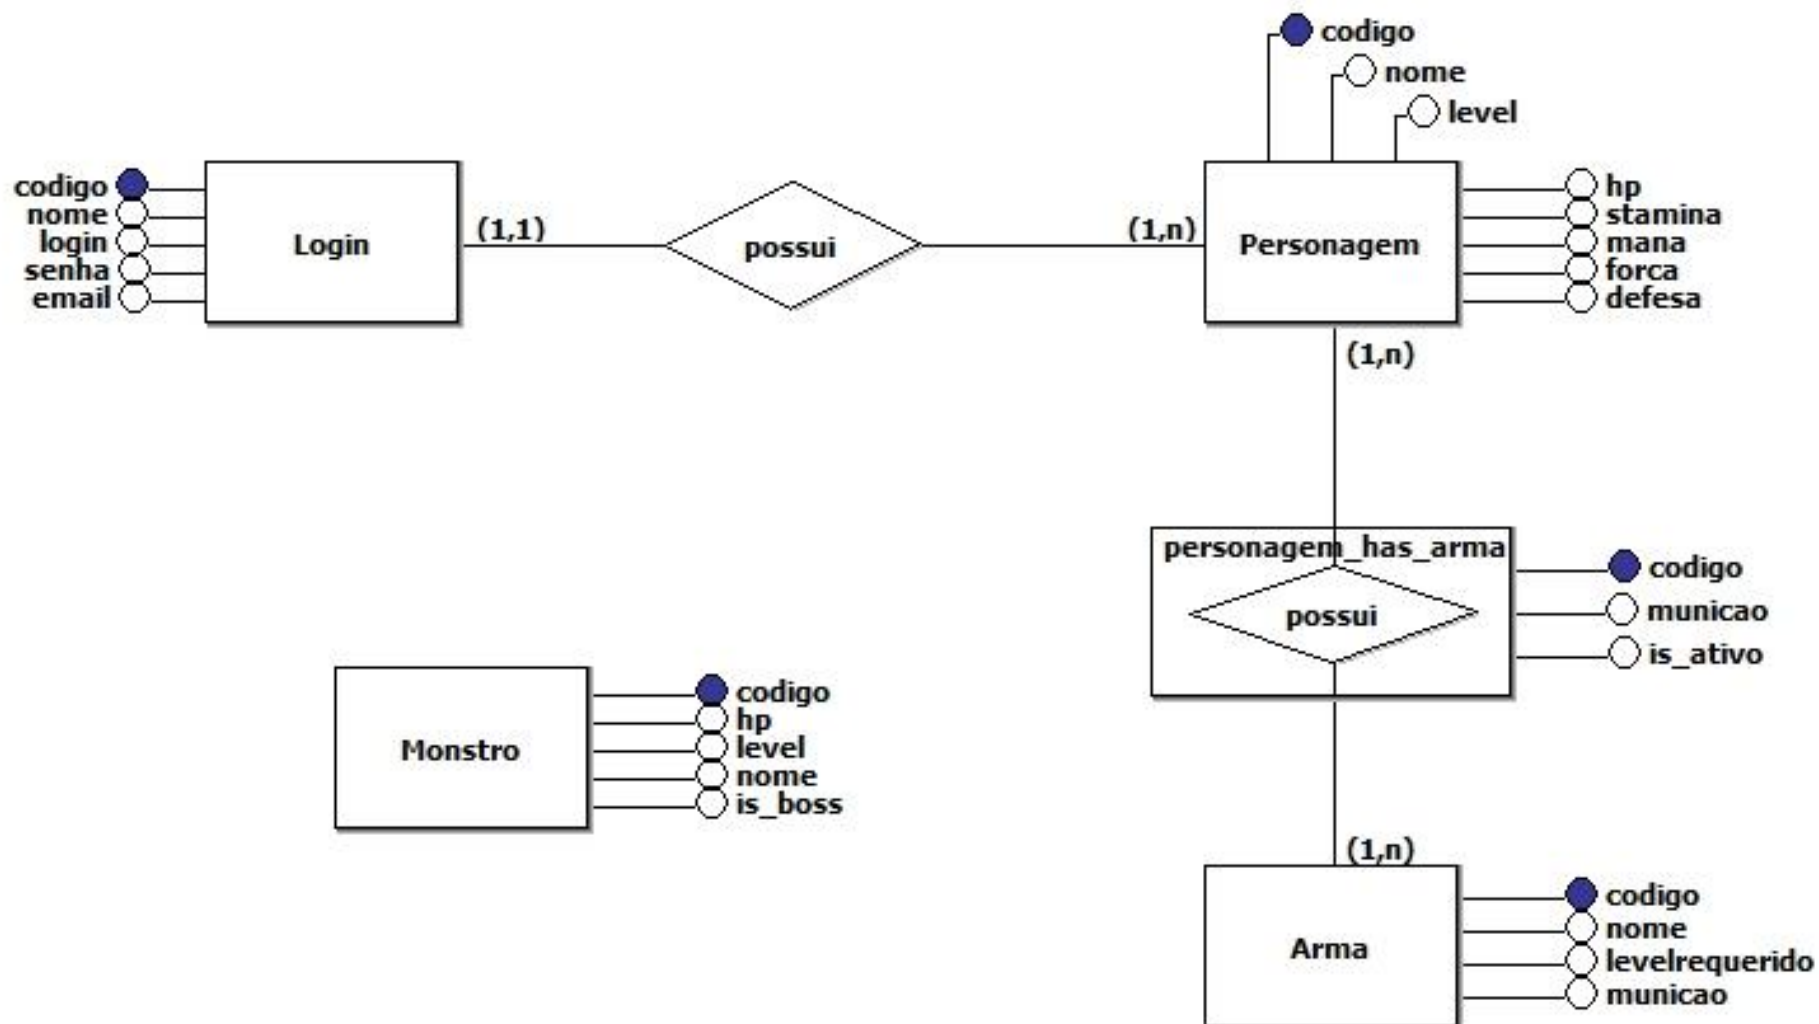 codigo
nome
level
codigo
nome
login
senha
email
Login
(1,1)
possui
(1,n)
Personagem
hp
stamina
mana
forca
defesa
(1,n)
personagem_has_arma
possui
codigo
municao
is_ativo
Monstro
codigo
hp
level
nome
is_boss
(1,n)
Arma
codigo
nome
levelrequerido
municao